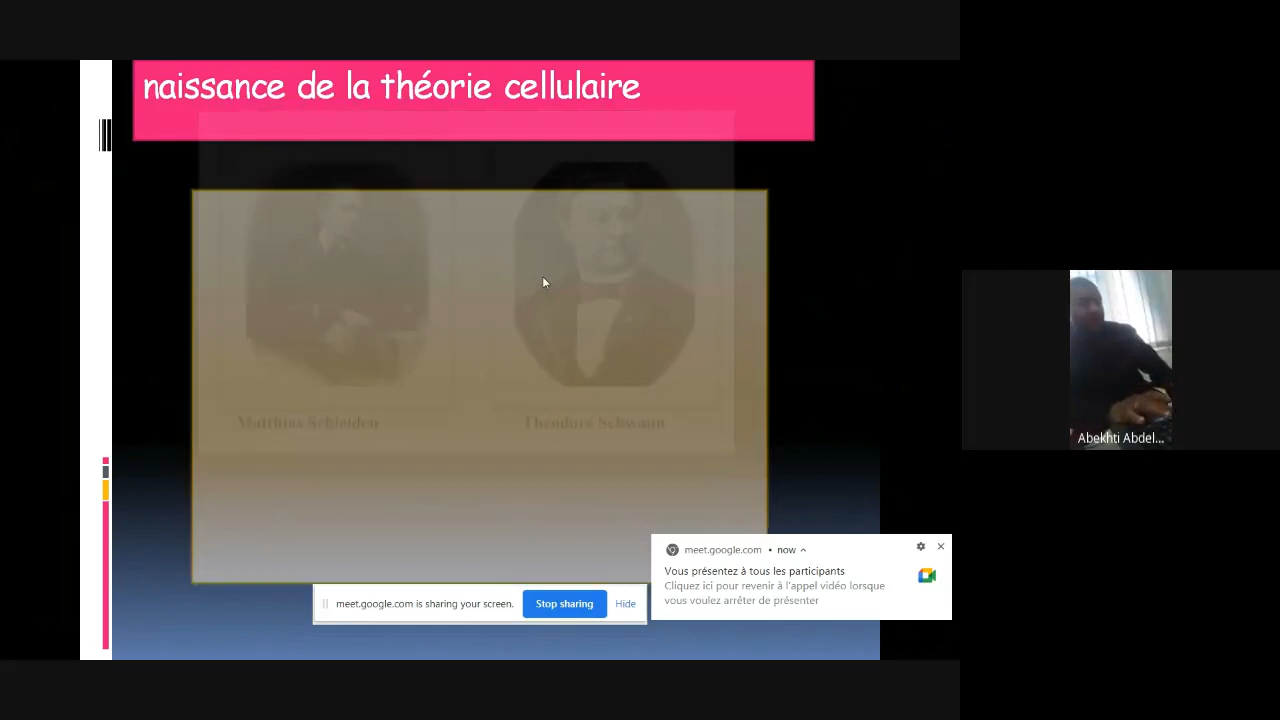 naissance de la théorie cellulaire
Matthias Schleiden
Theodore Schwann
meet.google.com • now
Vous présentez à tous les participants
Cliquez ici pour revenir à l'appel vidéo lorsque
vous voulez arrêter de présenter
meet.google.com is sharing your screen.
Stop sharing
Hide
Abekhti Abdel...